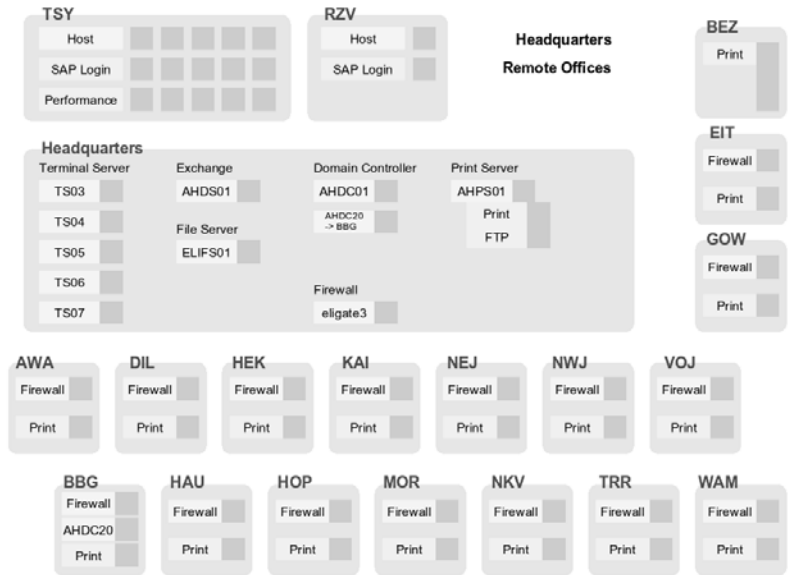 TSY
Host
SAP Login
Performance
RZV
Host
SAP Login
Headquarters
Remote Offices
BEZ
Print
EIT
Firewall
Print
GOW
Firewall
Print
Headquarters
Terminal Server
TS03
TS04
TS05
TS06
TS07
Exchange
AHDS01
File Server
ELIFS01
Domain Controller
AHDC01
AHDC20
-> BBG
Firewall
eligate3
Print Server
AHPS01
Print
FTP
AWA
Firewall
Print
DIL
Firewall
Print
HEK
Firewall
Print
KAI
Firewall
Print
NEJ
Firewall
Print
NWJ
Firewall
Print
VOJ
Firewall
Print
BBG
Firewall
AHDC20
Print
HAU
Firewall
Print
HOP
Firewall
Print
MOR
Firewall
Print
NKV
Firewall
Print
TRR
Firewall
Print
WAM
Firewall
Print